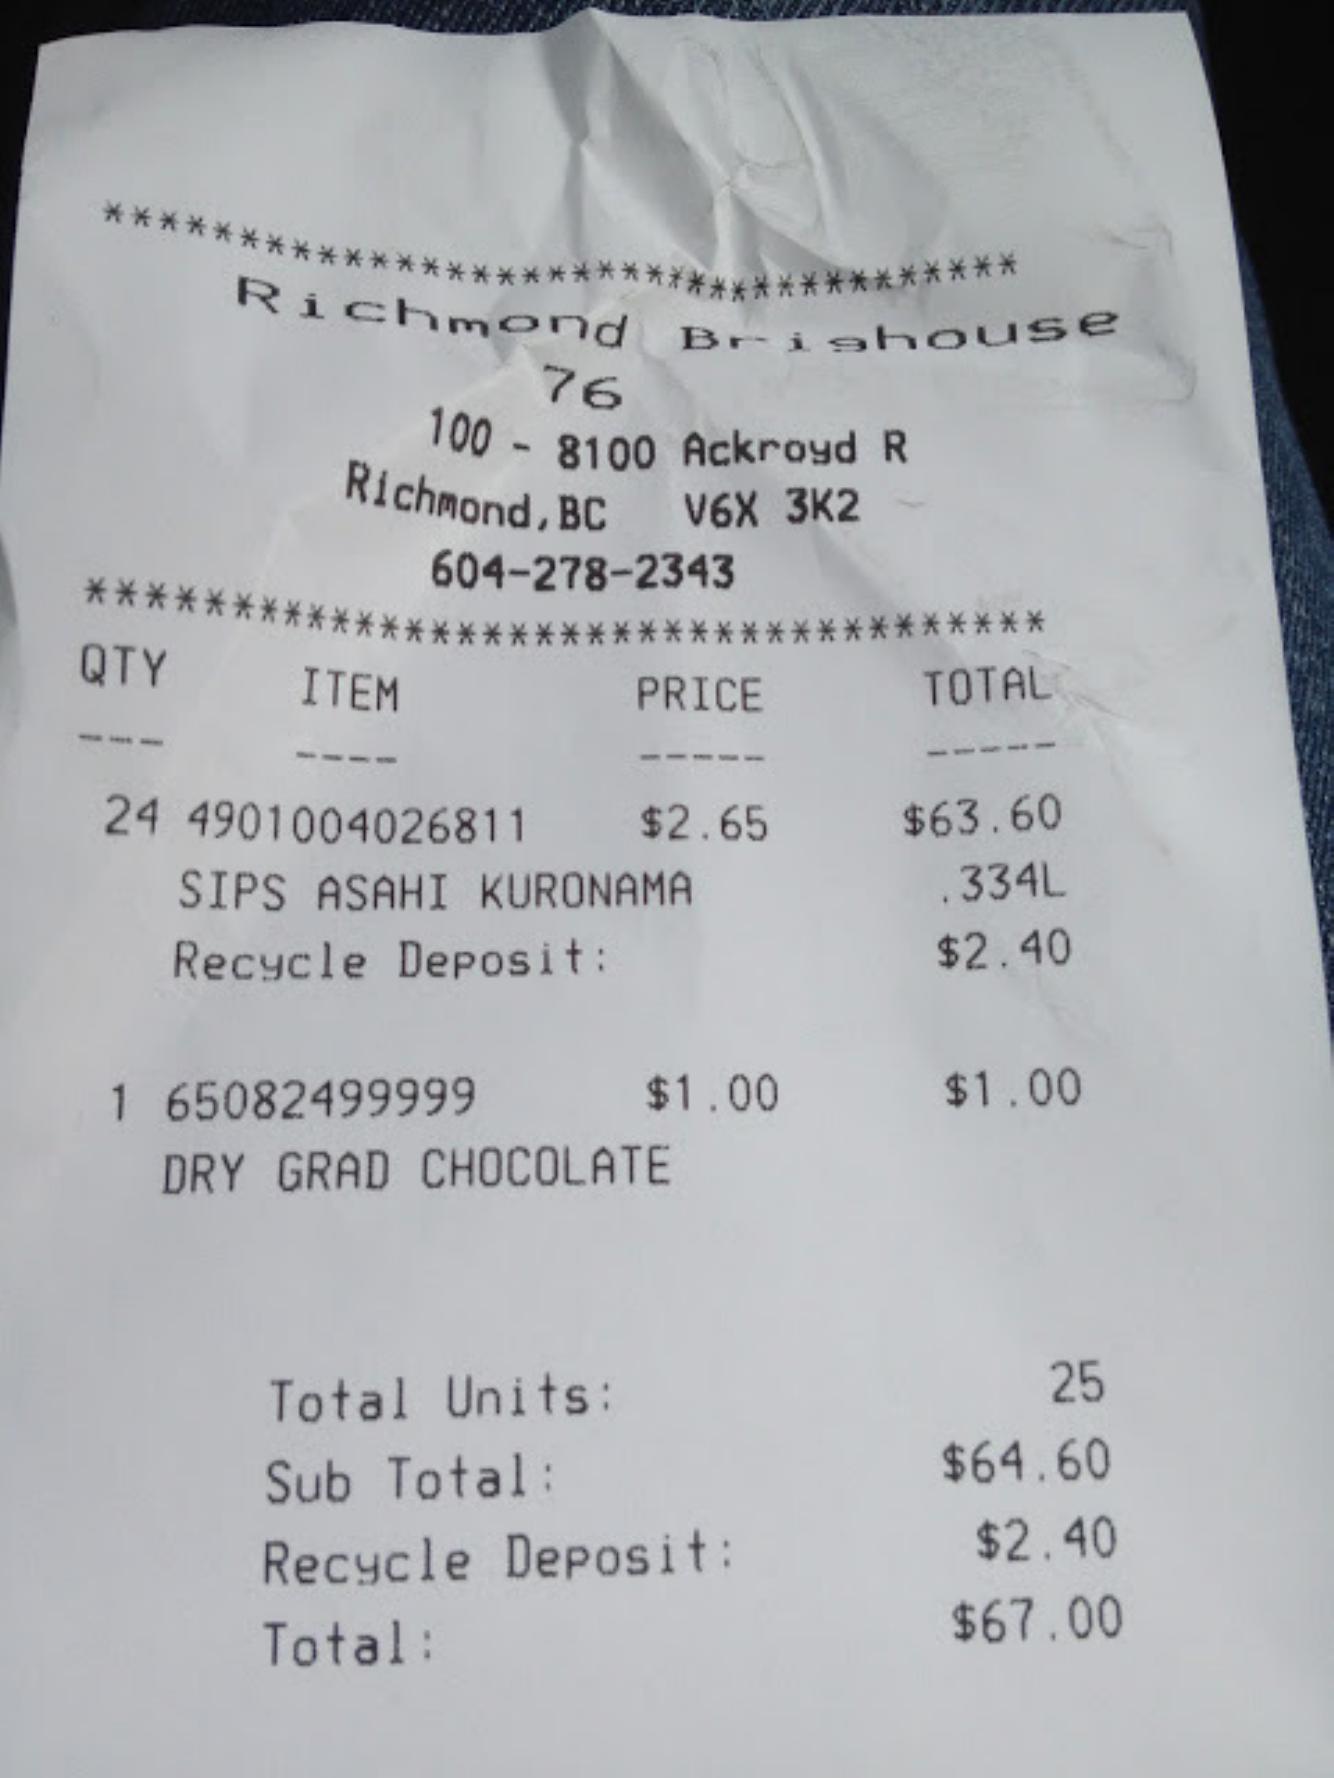 ***********************************
Richmond Brighouse
76
100 - 8100 Ackroyd R
Richmond,BC V6X 3K2
604-278-2343
*************************************
QTY ITEM PRICE TOTAL
--- ---- ----- -----
24 4901004026811 $2.65 $63.60
SIPS ASAHI KURONAMA .334L
Recycle Deposit: $2.40
1 65082499999 $1.00 $1.00
DRY GRAD CHOCOLATE
Total Units: 25
Sub Total: $64.60
Recycle Deposit: $2.40
Total: $67.00